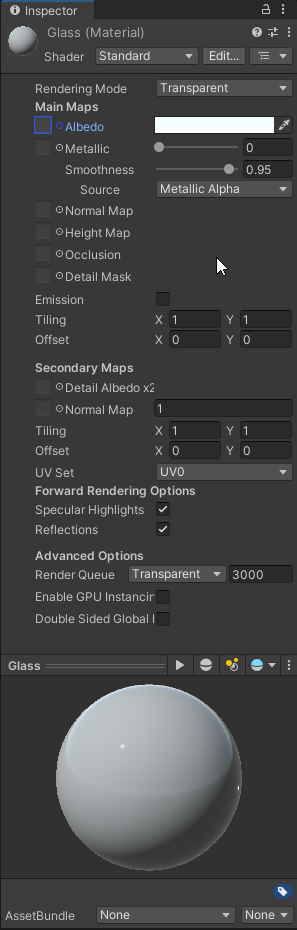 Inspector
Glass (Material)
Shader Standard Edit...
Rendering Mode Transparent
Main Maps
Albedo
Metallic 0
Smoothness 0.95
Source Metallic Alpha
Normal Map
Height Map
Occlusion
Detail Mask
Emission
Tiling X 1 Y 1
Offset X 0 Y 0
Secondary Maps
Detail Albedo x2
Normal Map 1
Tiling X 1 Y 1
Offset X 0 Y 0
UV Set UV0
Forward Rendering Options
Specular Highlights
Reflections
Advanced Options
Render Queue Transparent 3000
Enable GPU Instancin
Double Sided Global I
Glass
AssetBundle None None